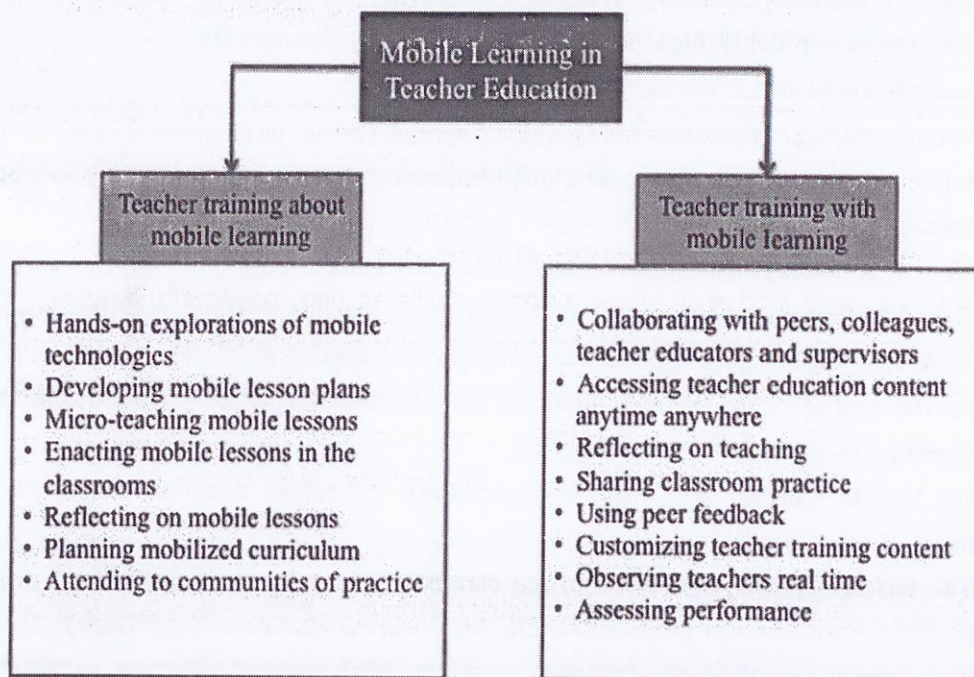 Mobile Learning in
Teacher Education
Teacher training about
mobile learning
• Hands-on explorations of mobile
technologies
• Developing mobile lesson plans
• Micro-teaching mobile lessons
• Enacting mobile lessons in the
classrooms
• Reflecting on mobile lessons
• Planning mobilized curriculum
• Attending to communities of practice
Teacher training with
mobile learning
• Collaborating with peers, colleagues,
teacher educators and supervisors
• Accessing teacher education content
anytime anywhere
• Reflecting on teaching
• Sharing classroom practice
• Using peer feedback
• Customizing teacher training content
• Observing teachers real time
• Assessing performance